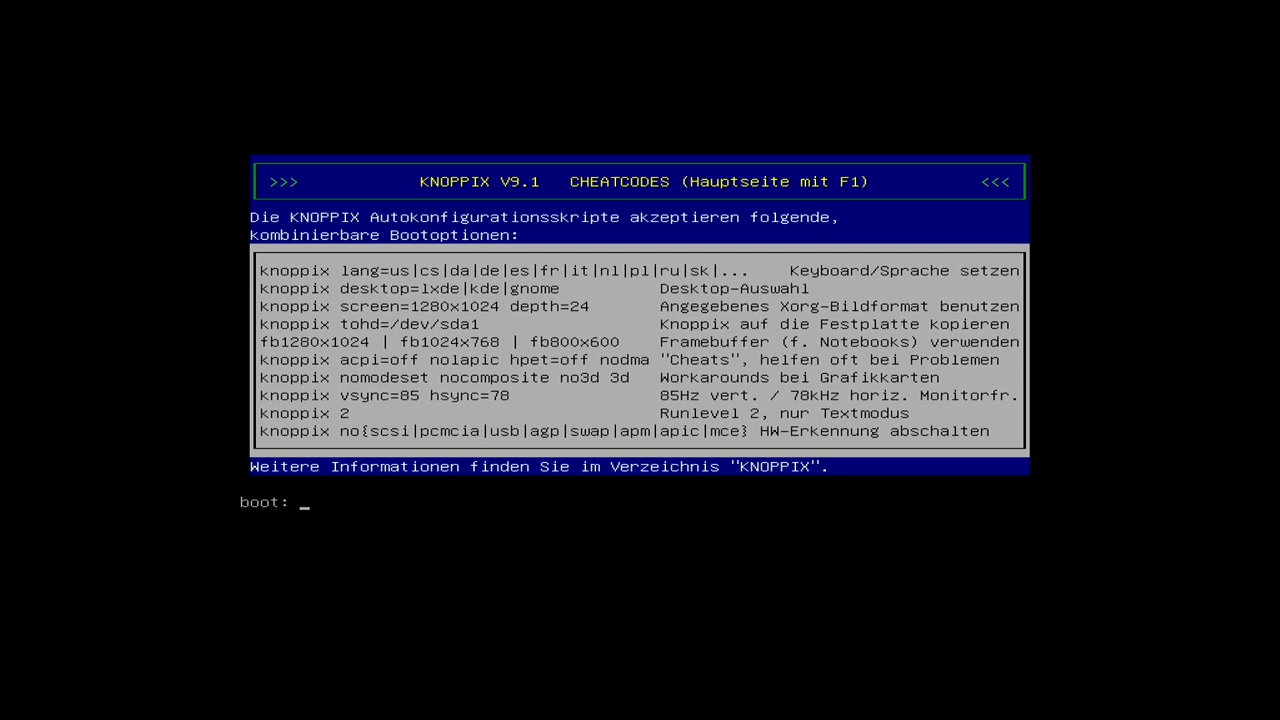 >>> KNOPPIX V9.1 CHEATCODES (Hauptseite mit F1) <<<
Die KNOPPIX Autokonfigurationsskripte akzeptieren folgende,
kombinierbare Bootoptionen:
knoppix lang=us|cs|da|de|es|fr|it|nl|pl|ru|sk|... Keyboard/Sprache setzen
knoppix desktop=lxde|kde|gnome Desktop-Auswahl
knoppix screen=1280x1024 depth=24 Angegebenes Xorg-Bildformat benutzen
knoppix tohd=/dev/sda1 Knoppix auf die Festplatte kopieren
fb1280x1024 | fb1024x768 | fb800x600 Framebuffer (f. Notebooks) verwenden
knoppix acpi=off nolapic hpet=off nodma "Cheats", helfen oft bei Problemen
knoppix nomodeset nocomposite no3d 3d Workarounds bei Grafikkarten
knoppix vsync=85 hsync=78 85Hz vert. / 78kHz horiz. Monitorfr.
knoppix 2 Runlevel 2, nur Textmodus
knoppix no{scsi|pcmcia|usb|agp|swap|apm|apic|mce} HW-Erkennung abschalten
Weitere Informationen finden Sie im Verzeichnis "KNOPPIX".
boot: _